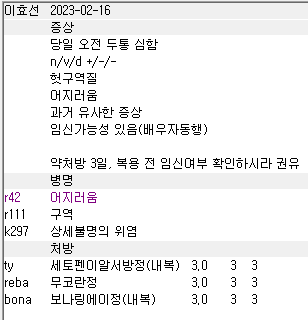 이효선 2023-02-16
증상
당일 오전 두통 심함
n/v/d +/-/-
헛구역질
어지러움
과거 유사한 증상
임신가능성 있음(배우자동행)
약처방 3일, 복용 전 임신여부 확인하시라 권유
병명
r42 어지러움
r111 구역
k297 상세불명의 위염
처방
ty 세토펜이알서방정(내복) 3.0 3 3
reba 무코란정 3.0 3 3
bona 보나링에이정(내복) 3.0 3 3